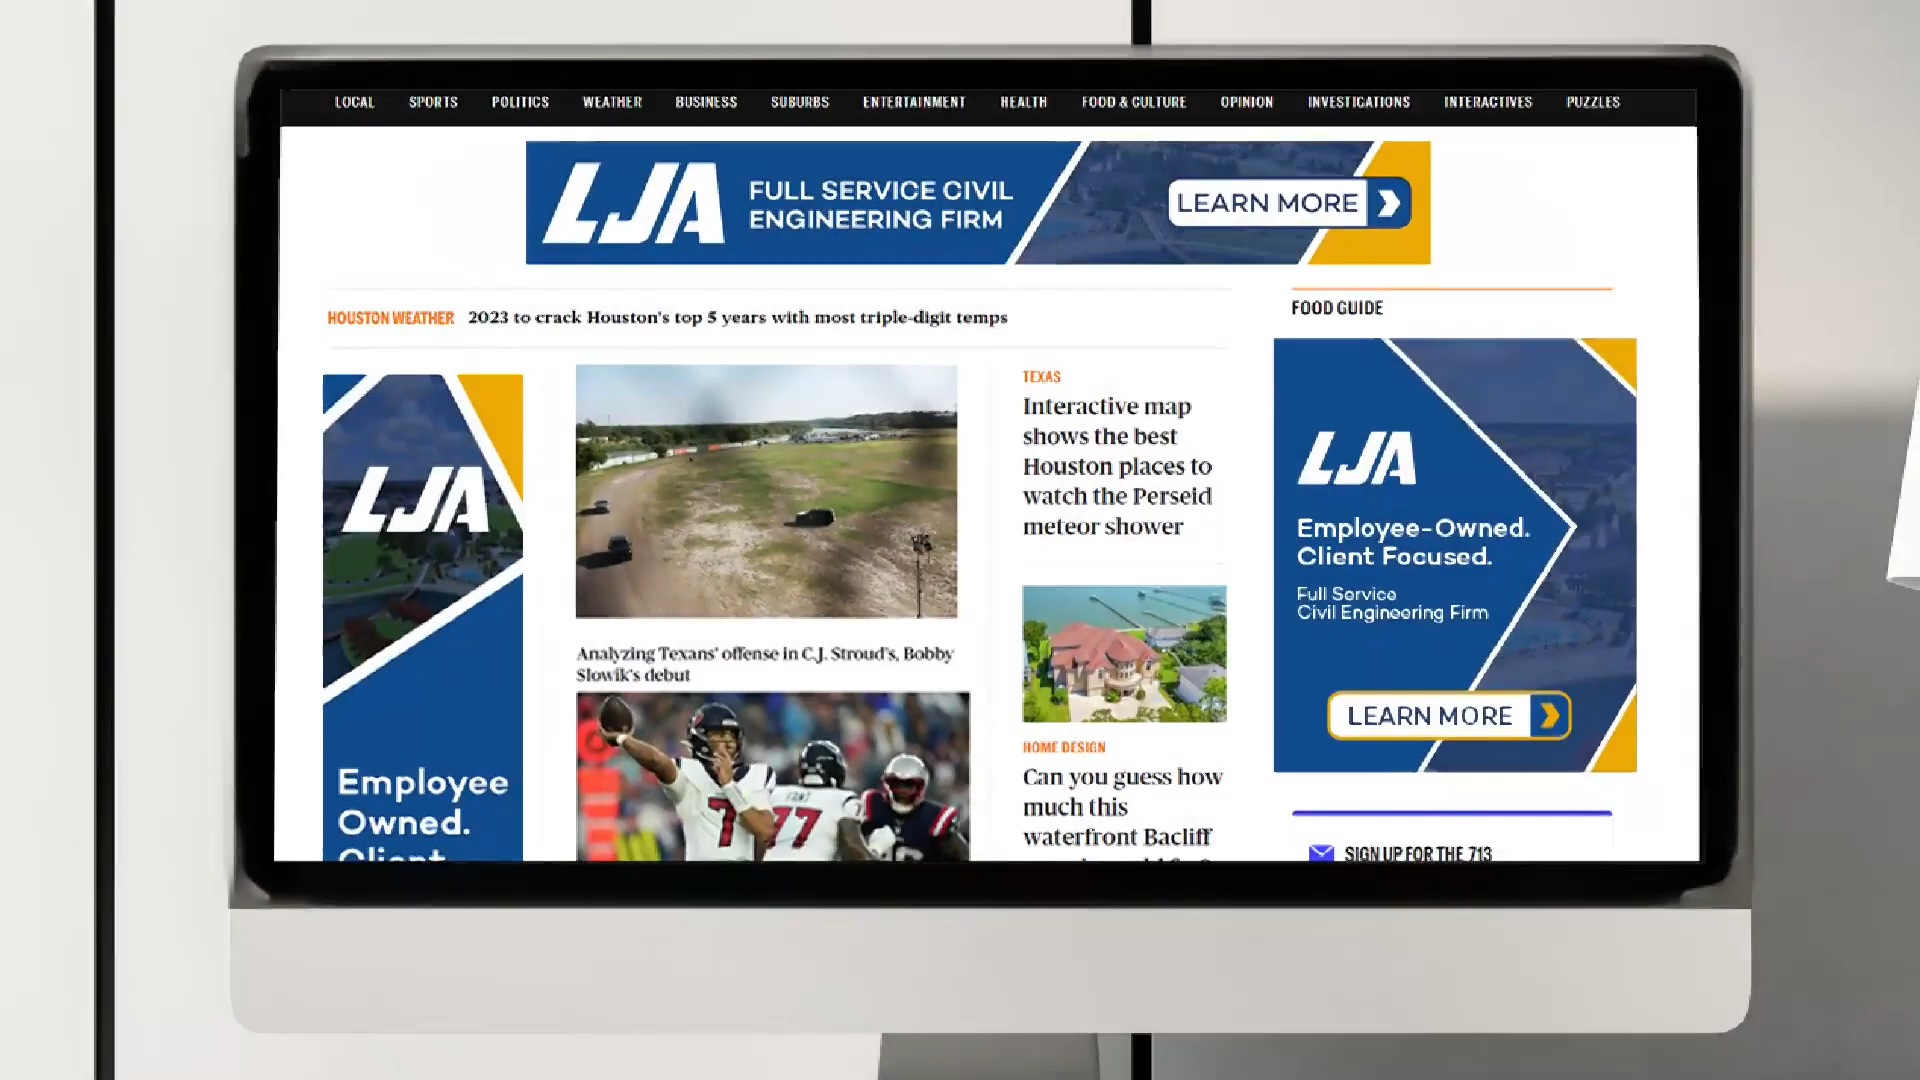 LOCAL SPORTS POLITICS WEATHER BUSINESS SUBURBS ENTERTAINMENT HEALTH FOOD & CULTURE OPINION INVESTIGATIONS INTERACTIVES PUZZLES
LJA
FULL SERVICE CIVIL
ENGINEERING FIRM
LEARN MORE
HOUSTON WEATHER 2023 to crack Houston's top 5 years with most triple-digit temps
LJA
Employee
Owned.
Client
Analyzing Texans' offense in C.J. Stroud's, Bobby
Slowik's debut
7
77
TEXAS
Interactive map
shows the best
Houston places to
watch the Perseid
meteor shower
HOME DESIGN
Can you guess how
much this
waterfront Bacliff
FOOD GUIDE
LJA
Employee-Owned.
Client Focused.
Full Service
Civil Engineering Firm
LEARN MORE
SIGN UP FOR THE 713